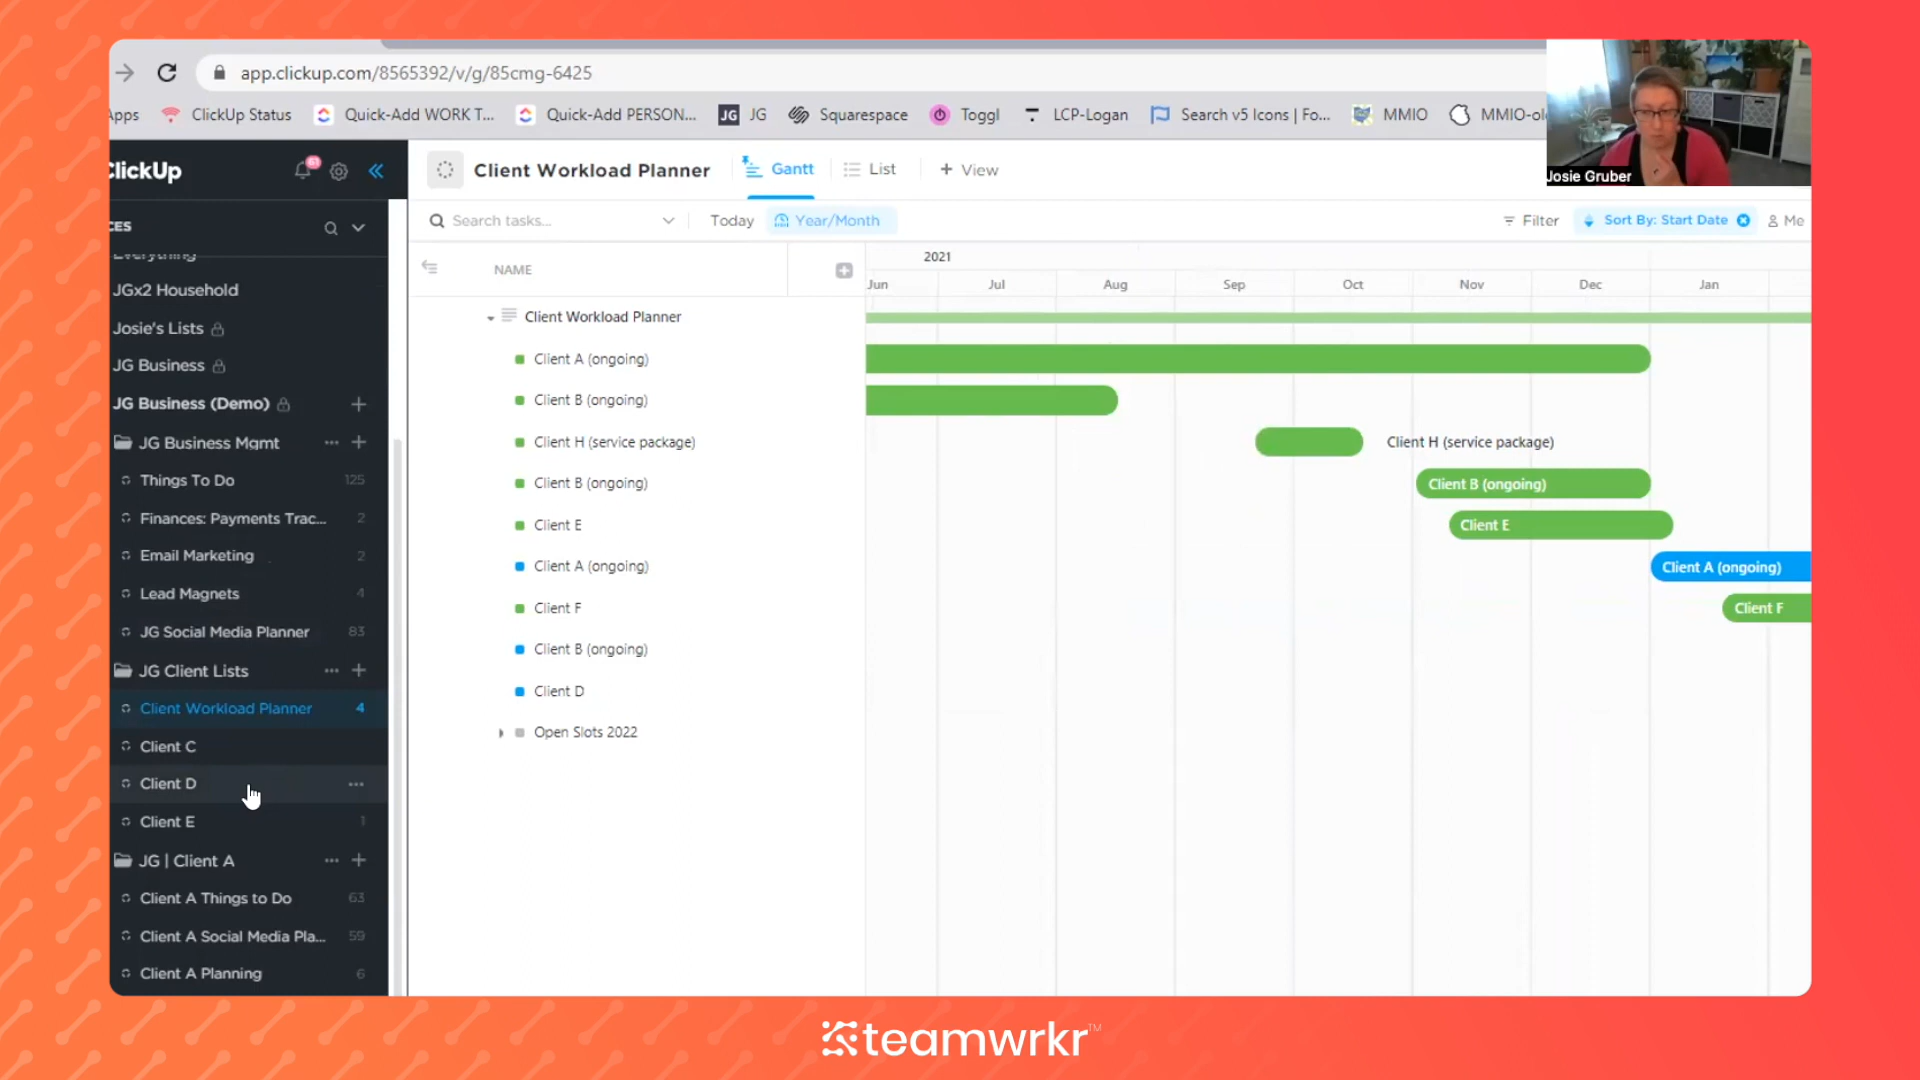 app.clickup.com/8565392/v/g/85cmg-6425
Apps ClickUp Status Quick-Add WORK T... Quick-Add PERSON... JG JG Squarespace Toggl LCP-Logan Search v5 Icons | Fo... MMIO
Josie Gruber
ClickUp
61
Client Workload Planner Gantt List + View
Search tasks... Today Year/Month Filter Sort By: Start Date Me
Everything
JGx2 Household
Josie's Lists
JG Business
JG Business (Demo)
JG Business Mgmt
Things To Do 125
Finances: Payments Trac... 2
Email Marketing 2
Lead Magnets 4
JG Social Media Planner 83
JG Client Lists
Client Workload Planner 4
Client C
Client D
Client E 1
JG | Client A
Client A Things to Do 63
Client A Social Media Pla... 59
Client A Planning 6
NAME
2021
Jun Jul Aug Sep Oct Nov Dec Jan
Client Workload Planner
Client A (ongoing)
Client B (ongoing)
Client H (service package) Client H (service package)
Client B (ongoing) Client B (ongoing)
Client E Client E
Client A (ongoing) Client A (ongoing)
Client F Client F
Client B (ongoing)
Client D
Open Slots 2022
teamwrkr™